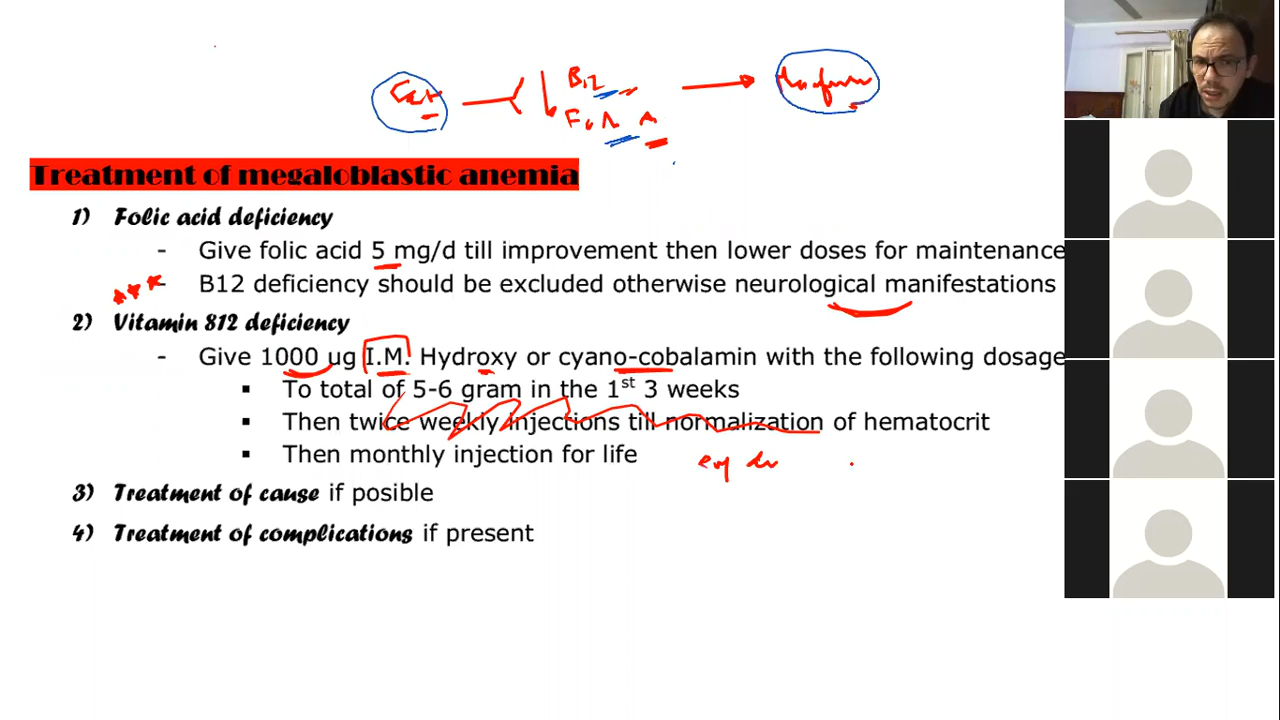 B12
Treatment of megaloblastic anemia
1) Folic acid deficiency
- Give folic acid 5 mg/d till improvement then lower doses for maintenance
- B12 deficiency should be excluded otherwise neurological manifestations
2) Vitamin B12 deficiency
- Give 1000 ug I.M. Hydroxy or cyano-cobalamin with the following dosage
▪ To total of 5-6 gram in the 1st 3 weeks
▪ Then twice weekly injections till normalization of hematocrit
▪ Then monthly injection for life
3) Treatment of cause if posible
4) Treatment of complications if present